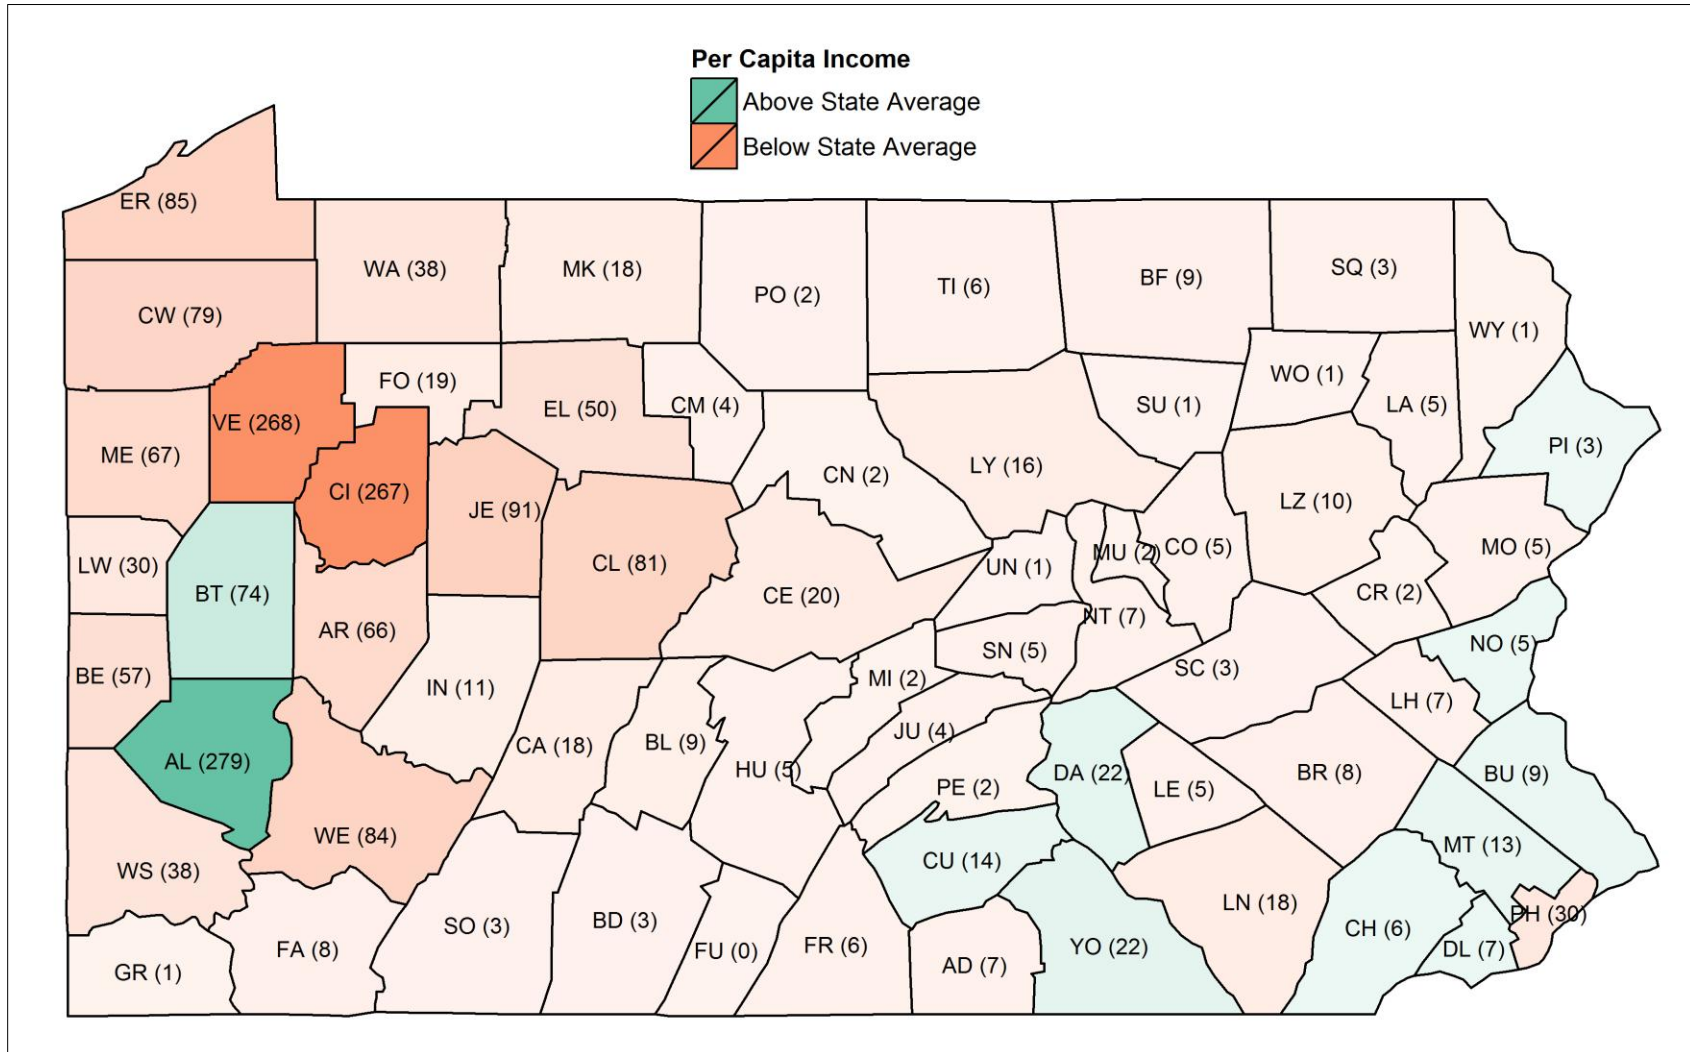 Per Capita Income
Above State Average
Below State Average
ER (85)
WA (38)
MK (18)
PO (2)
TI (6)
BF (9)
SQ (3)
CW (79)
WY (1)
FO (19)
EL (50)
CM (4)
SU (1)
WO (1)
LA (5)
VE (268)
PI (3)
ME (67)
CI (267)
JE (91)
CN (2)
LY (16)
LZ (10)
LW (30)
BT (74)
CL (81)
CE (20)
UN (1)
MU (2)
CO (5)
MO (5)
CR (2)
AR (66)
NT (7)
BE (57)
IN (11)
SN (5)
MI (2)
SC (3)
NO (5)
LH (7)
AL (279)
CA (18)
BL (9)
HU (5)
JU (4)
PE (2)
DA (22)
LE (5)
BR (8)
BU (9)
WS (38)
WE (84)
CU (14)
MT (13)
GR (1)
FA (8)
SO (3)
BD (3)
FU (0)
FR (6)
AD (7)
YO (22)
LN (18)
CH (6)
DL (7)
PH (30)